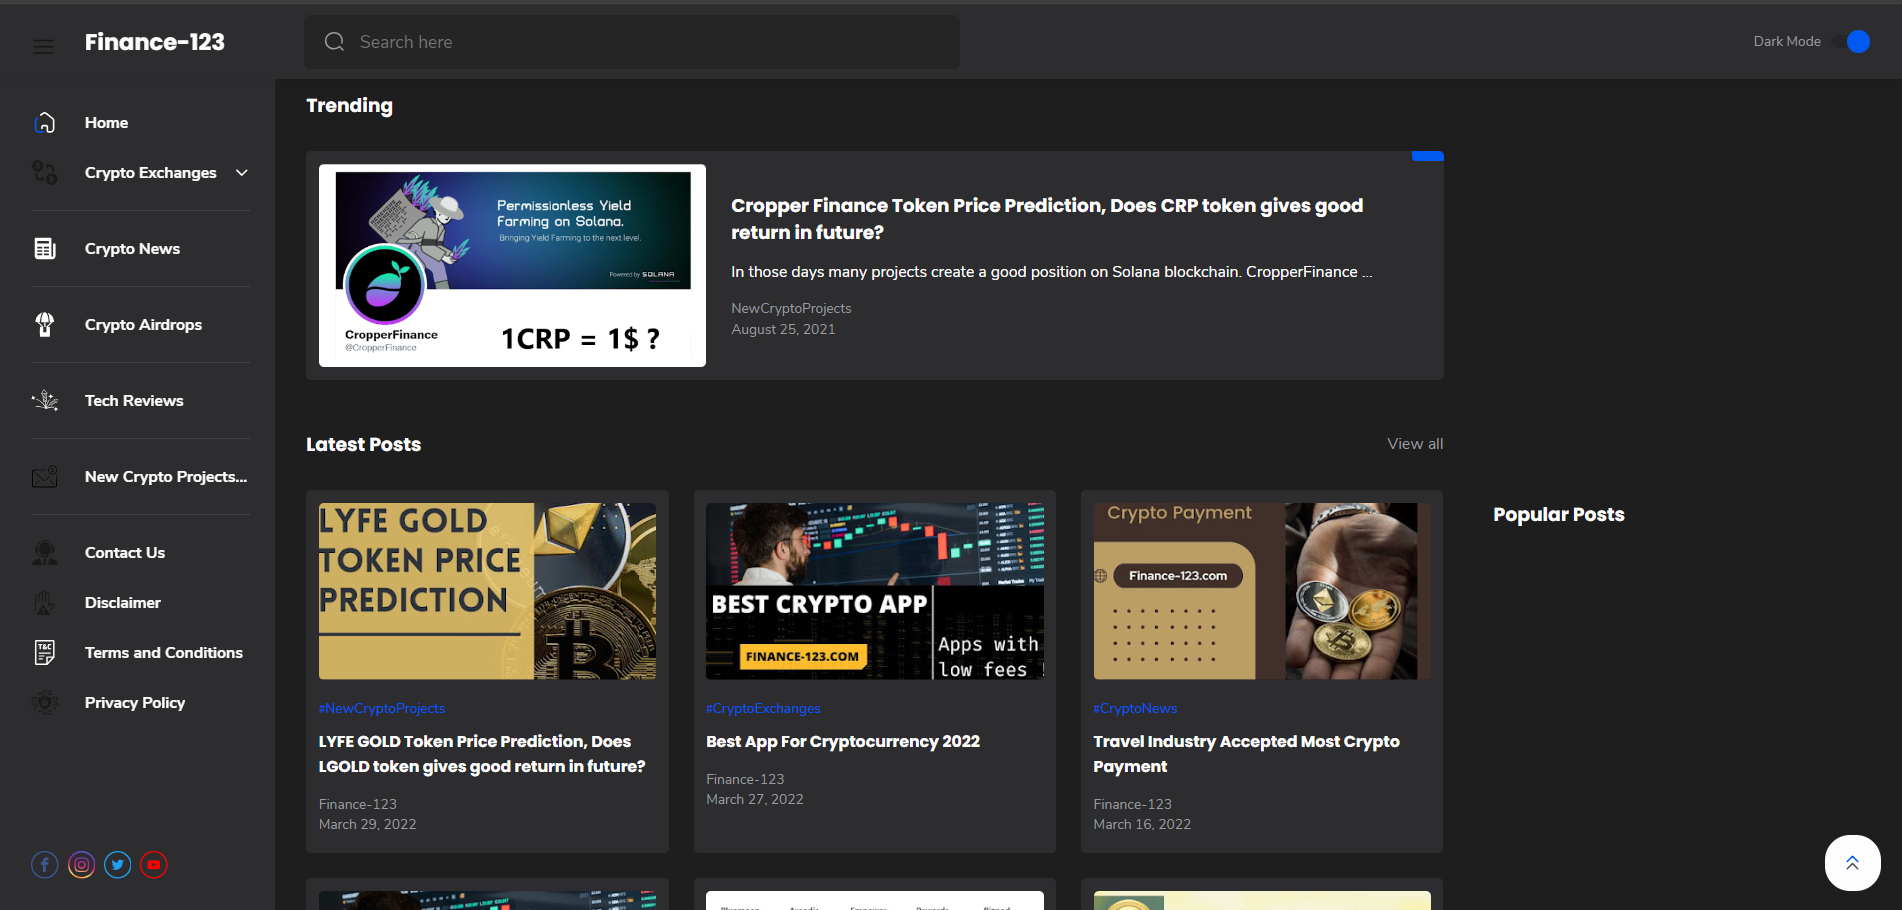 Finance-123
Search here
Dark Mode
Home
Crypto Exchanges
Crypto News
Crypto Airdrops
Tech Reviews
New Crypto Projects...
Contact Us
Disclaimer
T&C
Terms and Conditions
Privacy Policy
Trending
Permissionless Yield
Farming on Solana.
Bringing Yield Farming to the next level.
Powered by SOLANA
CropperFinance
@CropperFinance
1CRP = 1$ ?
Cropper Finance Token Price Prediction, Does CRP token gives good
return in future?
In those days many projects create a good position on Solana blockchain. CropperFinance ...
NewCryptoProjects
August 25, 2021
Latest Posts
View all
LYFE GOLD
TOKEN PRICE
PREDICTION
#NewCryptoProjects
LYFE GOLD Token Price Prediction, Does
LGOLD token gives good return in future?
Finance-123
March 29, 2022
BEST CRYPTO APP
FINANCE-123.COM
Apps with
low fees
#CryptoExchanges
Best App For Cryptocurrency 2022
Finance-123
March 27, 2022
Crypto Payment
Finance-123.com
#CryptoNews
Travel Industry Accepted Most Crypto
Payment
Finance-123
March 16, 2022
Popular Posts